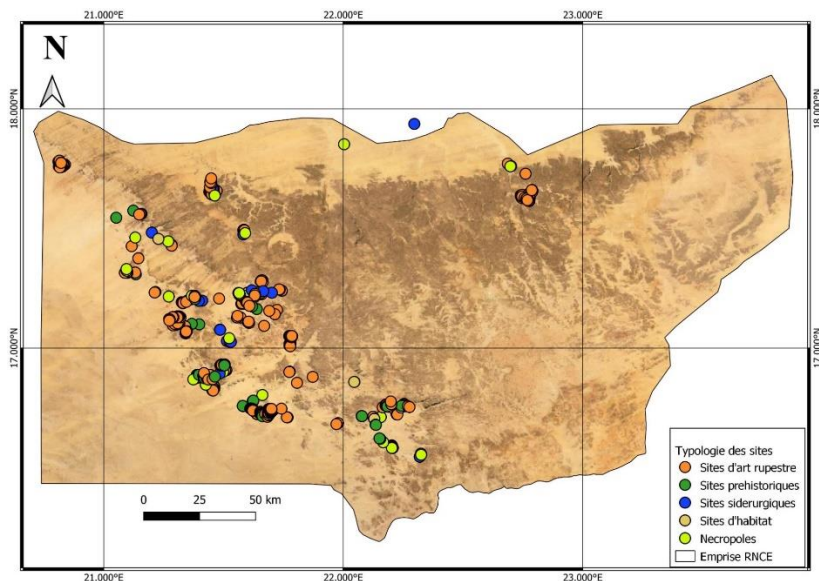 21.000°E 22.000°E 23.000°E
N
18.000°N 18.000°N
17.000°N 17.000°N
0 25 50 km
Typologie des sites
Sites d'art rupestre
Sites prehistoriques
Sites siderurgiques
Sites d'habitat
Necropoles
Emprise RNCE
21.000°E 22.000°E 23.000°E